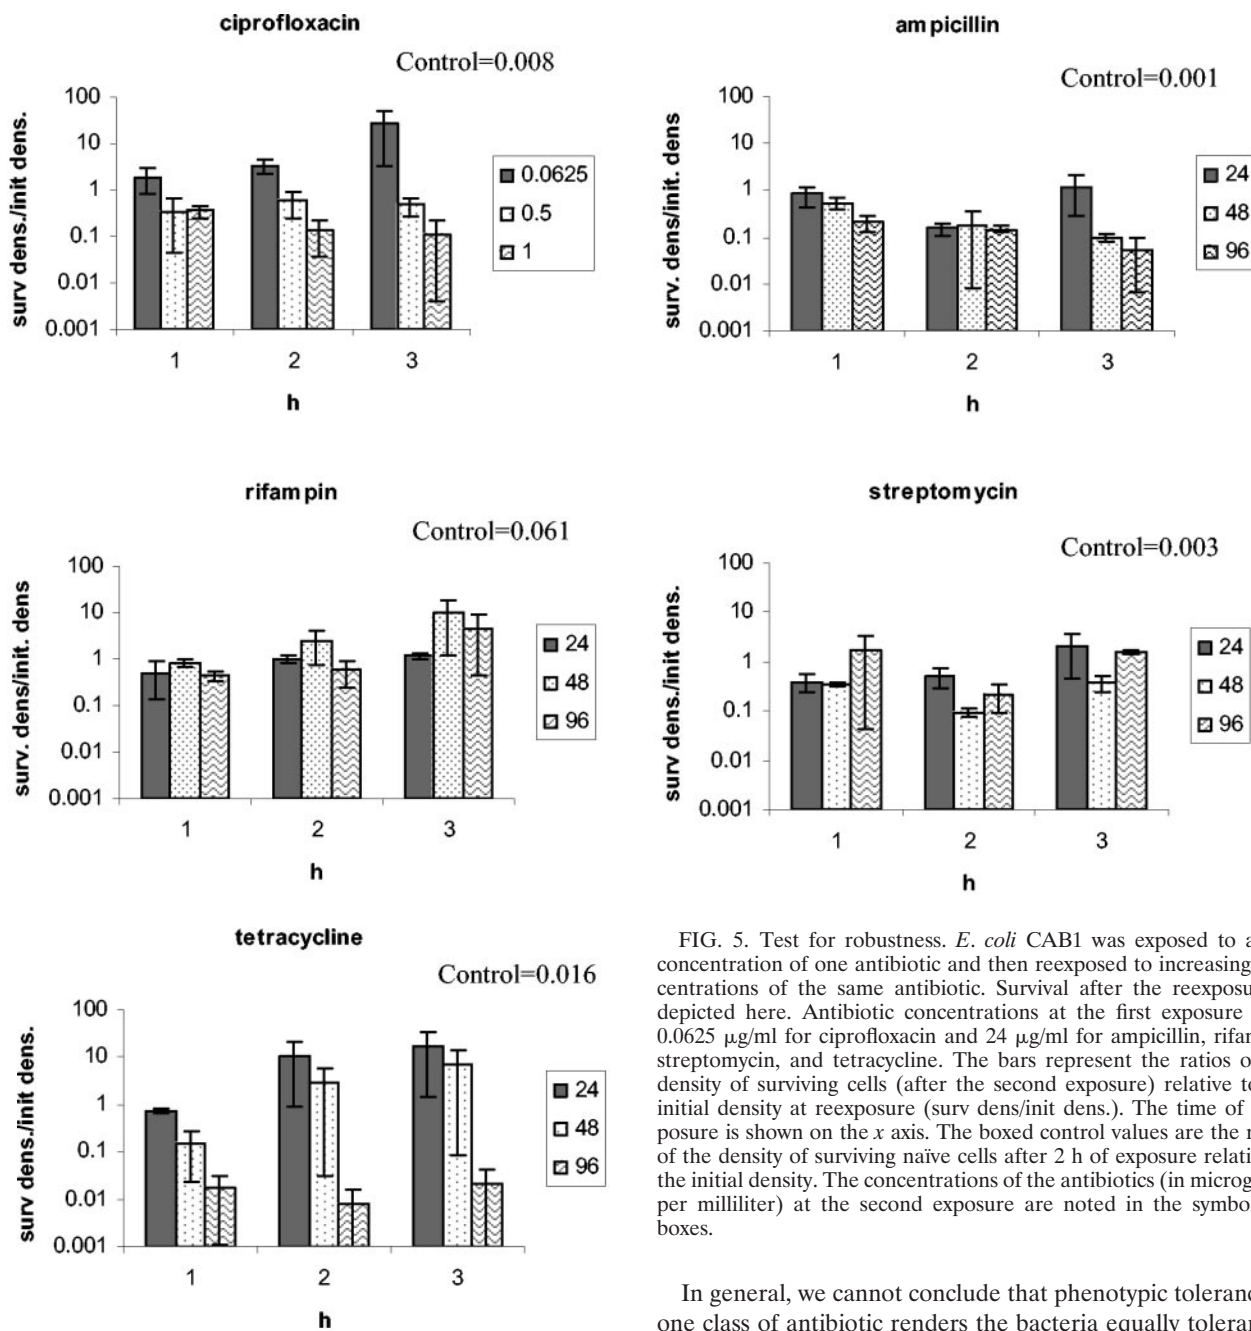 ciprofloxacin
Control=0.008
surv dens./init dens.
100
10
1
0.1
0.01
0.001
1
2
3
h
0.0625
0.5
1
ampicillin
Control=0.001
surv. dens/init. dens
100
10
1
0.1
0.01
0.001
1
2
3
h
24
48
96
rifampin
Control=0.061
surv. dens/init. dens
100
10
1
0.1
0.01
0.001
1
2
3
h
24
48
96
streptomycin
Control=0.003
surv dens./init dens.
100
10
1
0.1
0.01
0.001
1
2
3
h
24
48
96
tetracycline
Control=0.016
surv dens./init dens.
100
10
1
0.1
0.01
0.001
1
2
3
h
24
48
96
FIG. 5. Test for robustness. E. coli CAB1 was exposed to a
concentration of one antibiotic and then reexposed to increasing
centrations of the same antibiotic. Survival after the reexposu
depicted here. Antibiotic concentrations at the first exposure
0.0625 μg/ml for ciprofloxacin and 24 μg/ml for ampicillin, rifan
streptomycin, and tetracycline. The bars represent the ratios o
density of surviving cells (after the second exposure) relative to
initial density at reexposure (surv dens/init dens.). The time of
posure is shown on the x axis. The boxed control values are the r
of the density of surviving naïve cells after 2 h of exposure relati
the initial density. The concentrations of the antibiotics (in microg
per milliliter) at the second exposure are noted in the symbo
boxes.
In general, we cannot conclude that phenotypic toleranc
one class of antibiotic renders the bacteria equally toleran